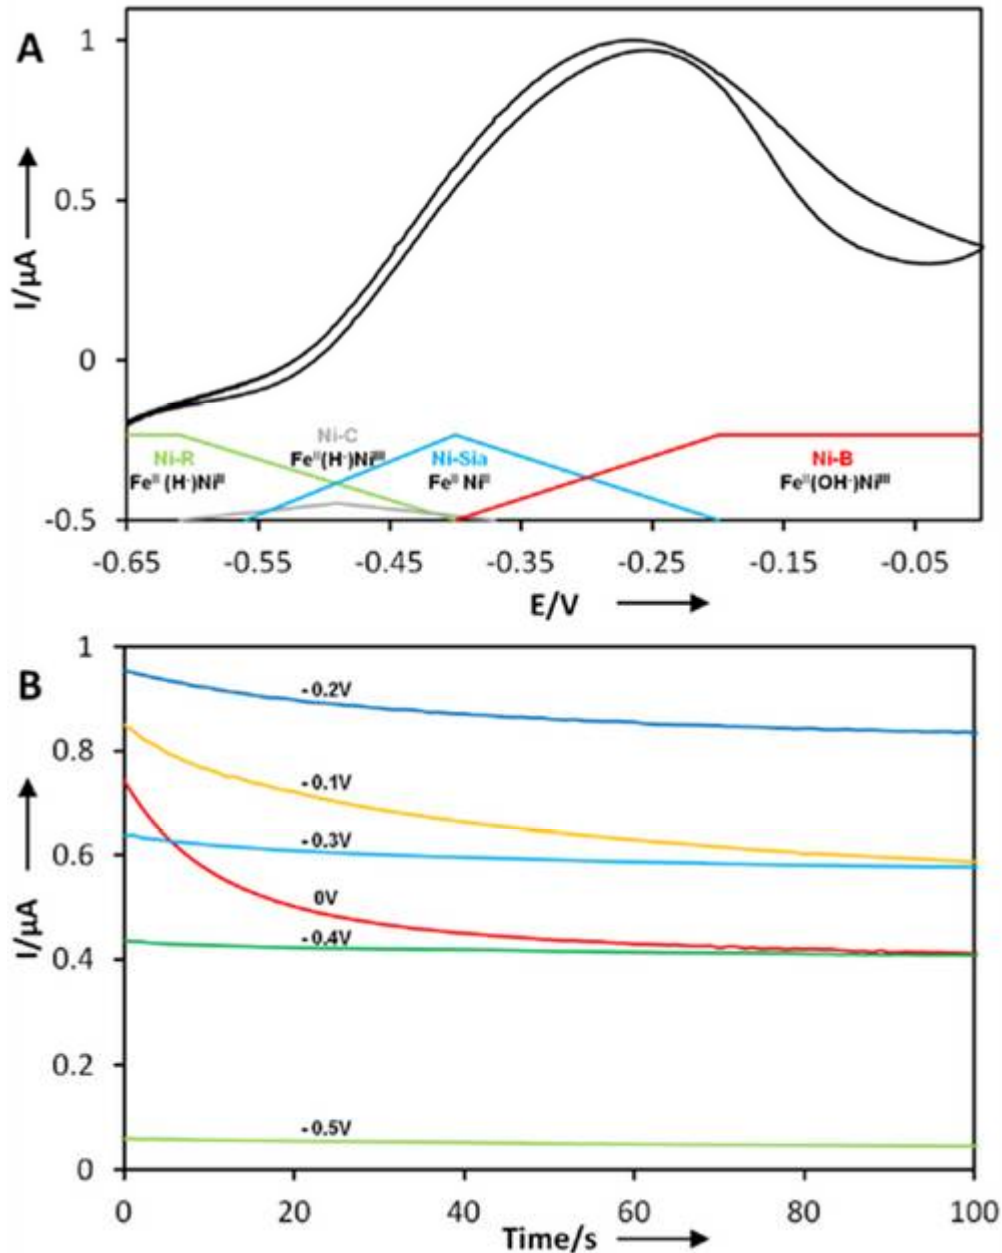 A
1
0.5
0
-0.5
I/μA
Ni-R
Fe^II (H^-)Ni^II
Ni-C
Fe^II(H^-)Ni^III
Ni-Sia
Fe^II Ni^II
Ni-B
Fe^II(OH^-)Ni^III
-0.65 -0.55 -0.45 -0.35 -0.25 -0.15 -0.05
E/V
B
1
0.8
0.6
0.4
0.2
0
I/μA
- 0.2V
- 0.1V
- 0.3V
0V
- 0.4V
- 0.5V
0 20 40 60 80 100
Time/s